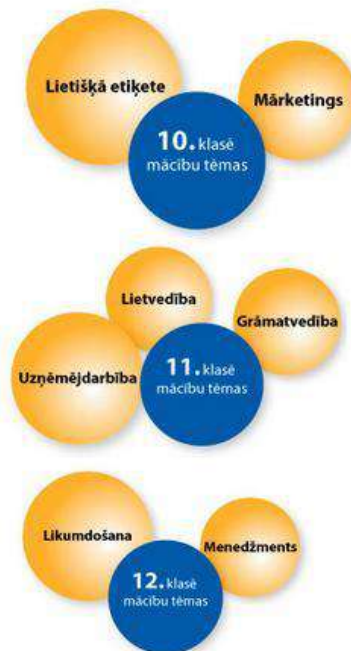 Lietišķā etiķete
Mārketings
10. klasē
mācību tēmas
Lietvedība
Grāmatvedība
Uzņēmējdarbība
11. klasē
mācību tēmas
Likumdošana
Menedžments
12. klasē
mācību tēmas